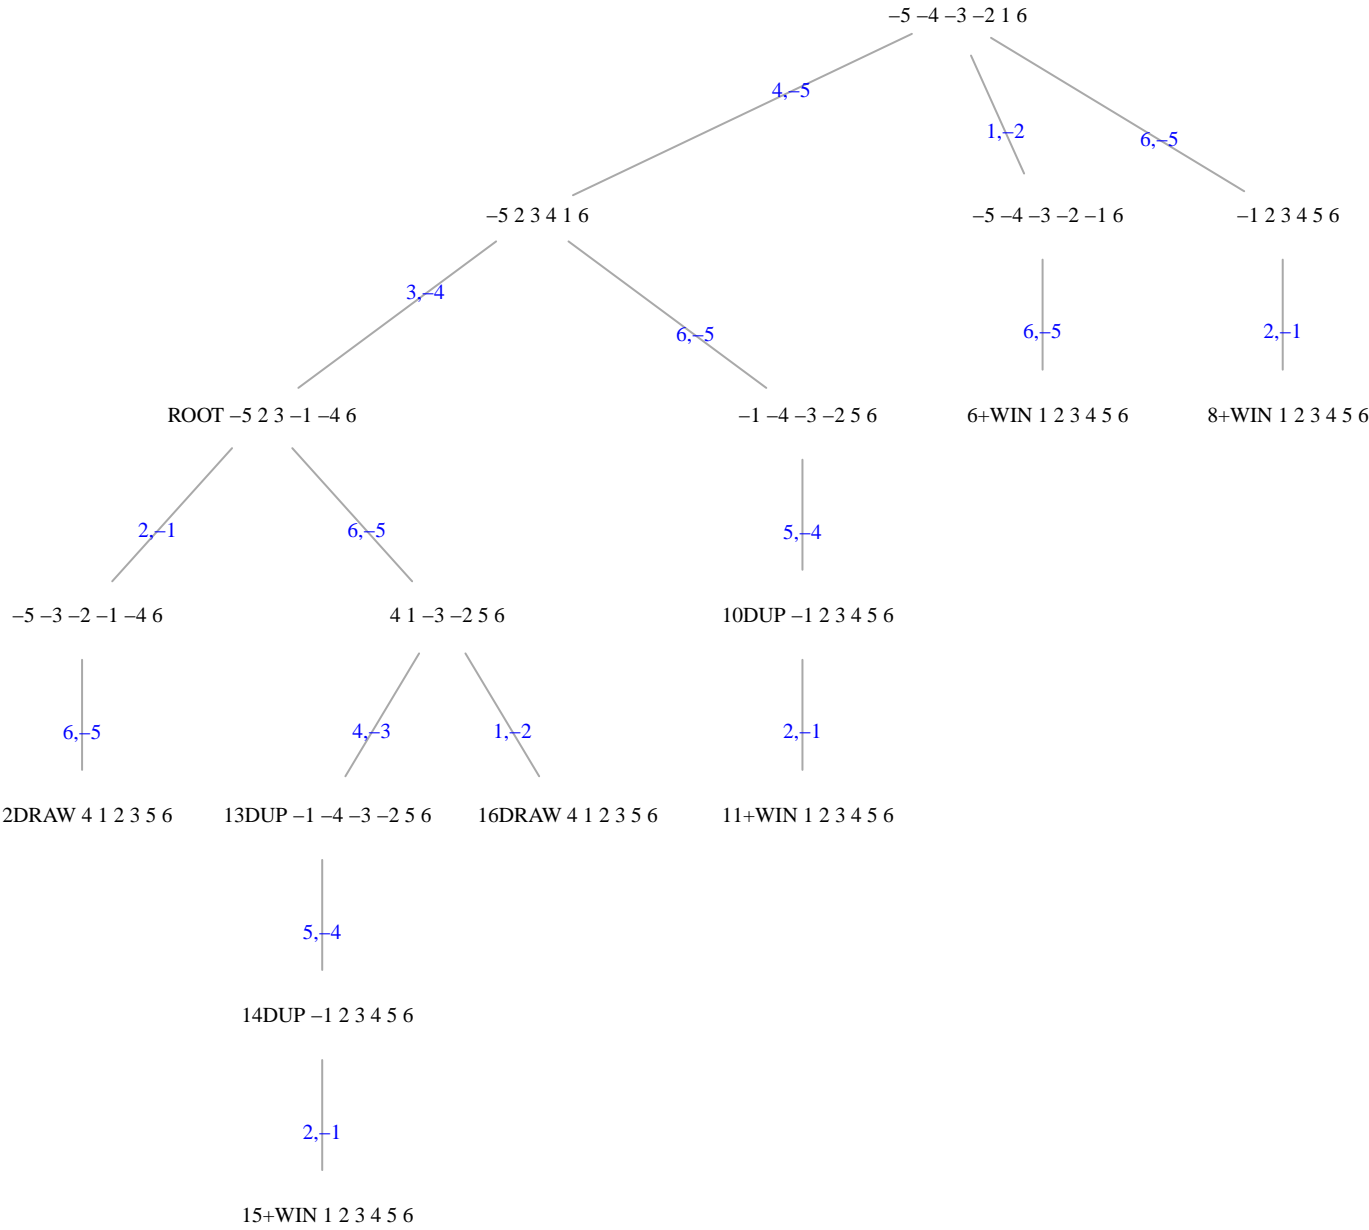 –5 –4 –3 –2 1 6
4,–5
1,–2
6,–5
–5 2 3 4 1 6
–5 –4 –3 –2 –1 6
–1 2 3 4 5 6
3,–4
6,–5
6,–5
2,–1
ROOT –5 2 3 –1 –4 6
–1 –4 –3 –2 5 6
6+WIN 1 2 3 4 5 6
8+WIN 1 2 3 4 5 6
2,–1
6,–5
5,–4
–5 –3 –2 –1 –4 6
4 1 –3 –2 5 6
10DUP –1 2 3 4 5 6
6,–5
4,–3
1,–2
2,–1
2DRAW 4 1 2 3 5 6
13DUP –1 –4 –3 –2 5 6
16DRAW 4 1 2 3 5 6
11+WIN 1 2 3 4 5 6
5,–4
14DUP –1 2 3 4 5 6
2,–1
15+WIN 1 2 3 4 5 6